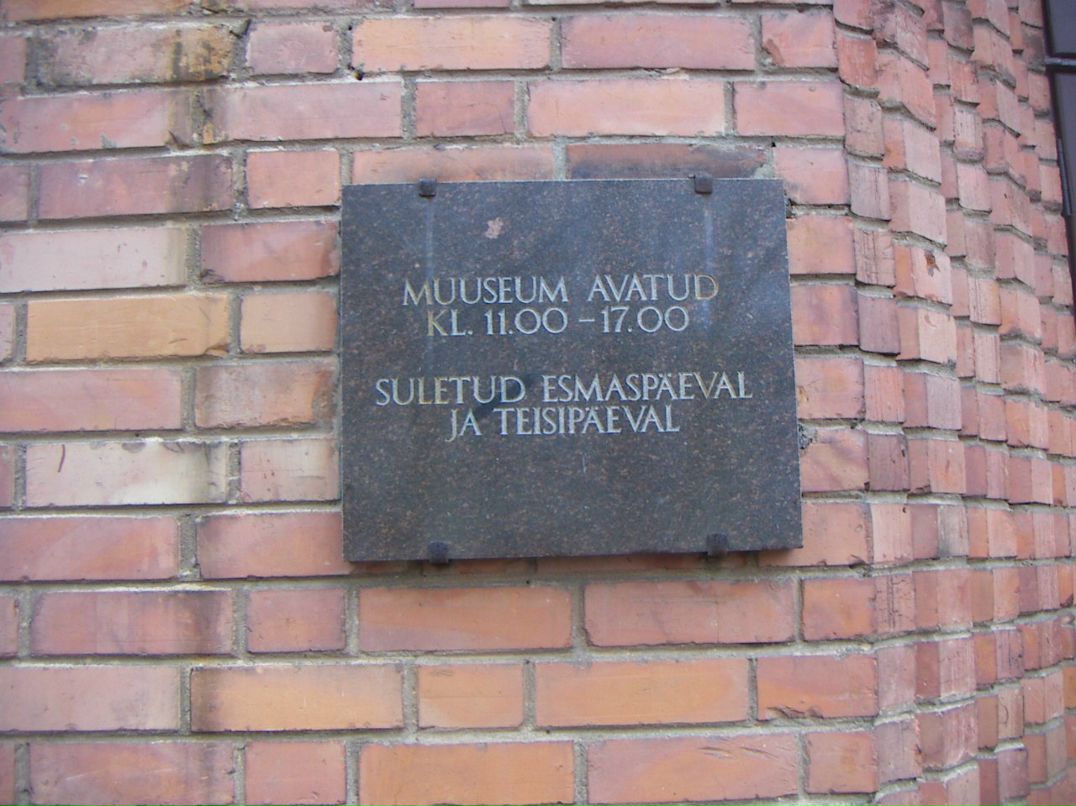 MUUSEUM AVATUD
KL. 11.00 - 17.00
SULETUD ESMASPÄEVAL
JA TEISIPÄEVAL